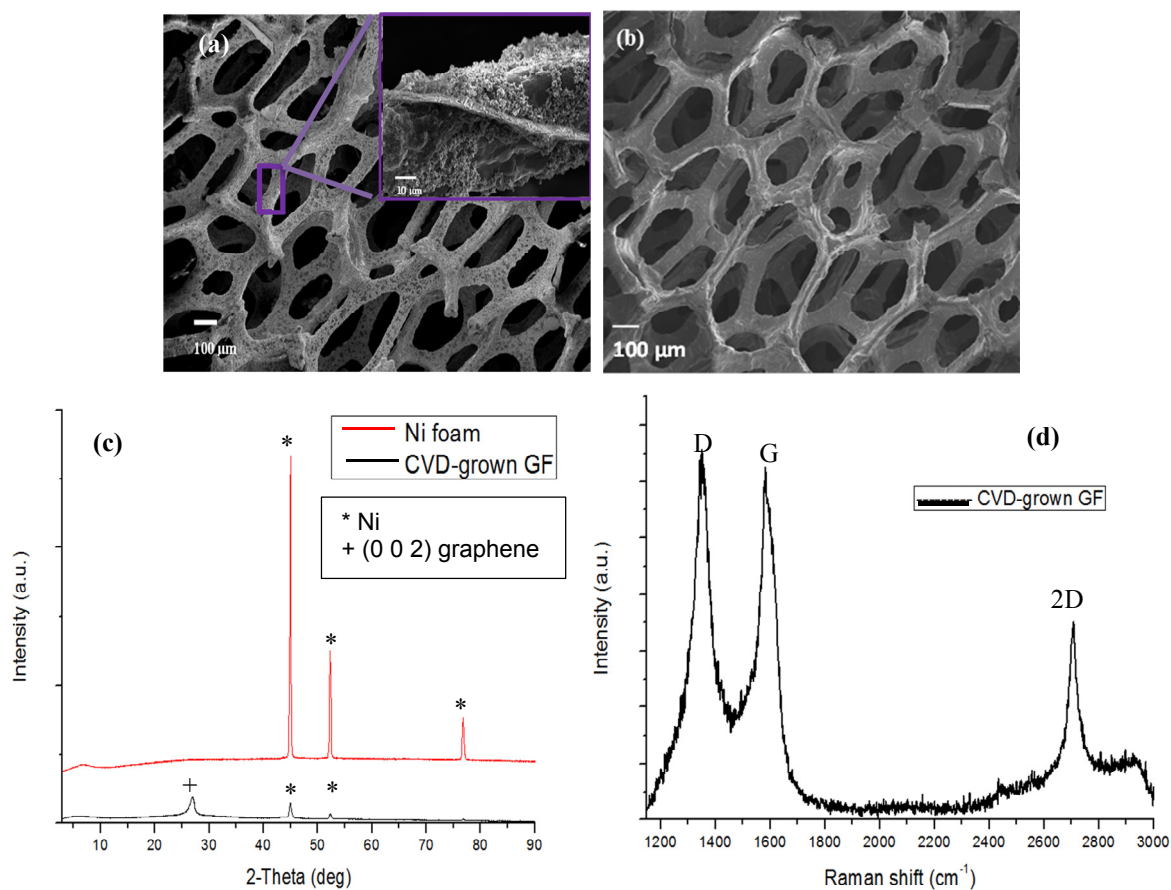 (a)
10 µm
100 µm
(b)
100 µm
(c)
Ni foam
CVD-grown GF
* Ni
+ (0 0 2) graphene
*
*
*
+
*
*
Intensity (a.u.)
10 20 30 40 50 60 70 80 90
2-Theta (deg)
(d)
D
G
2D
CVD-grown GF
Intensity (a.u.)
1200 1400 1600 1800 2000 2200 2400 2600 2800 3000
Raman shift (cm⁻¹)